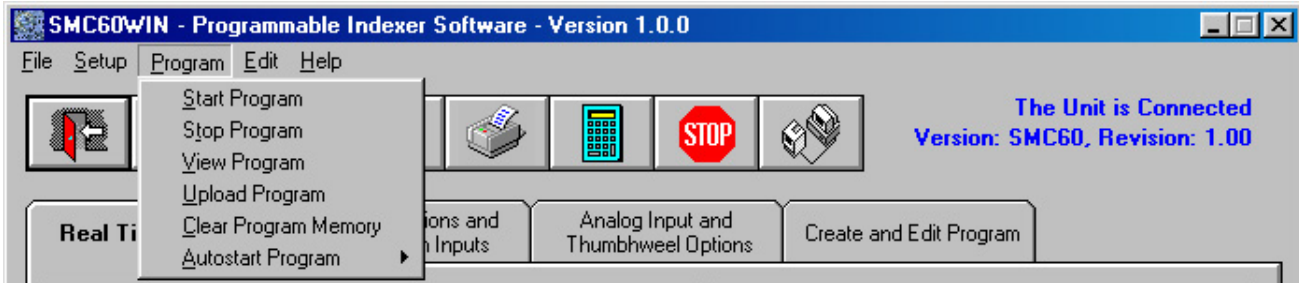 SMC60WIN - Programmable Indexer Software - Version 1.0.0
File Setup Program Edit Help
Start Program
Stop Program
View Program
Upload Program
Clear Program Memory
Autostart Program
STOP
The Unit is Connected
Version: SMC60, Revision: 1.00
Real Ti
ions and
Inputs
Analog Input and
Thumbhweel Options
Create and Edit Program